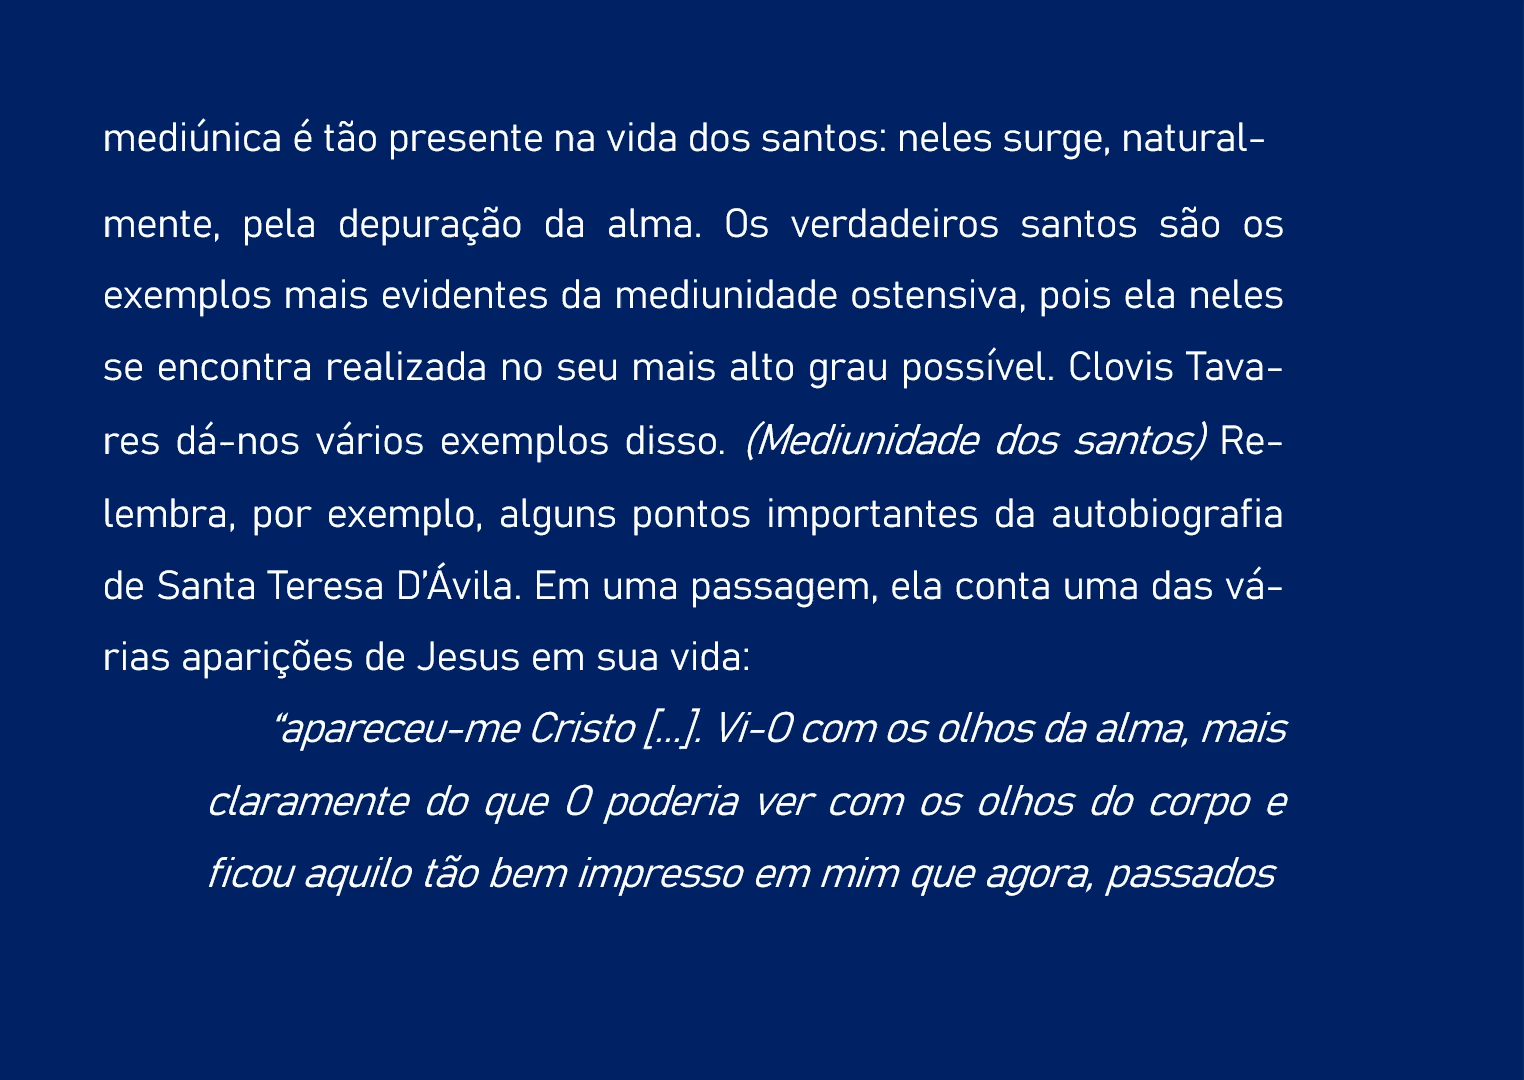 mediúnica é tão presente na vida dos santos: neles surge, natural-
mente, pela depuração da alma. Os verdadeiros santos são os
exemplos mais evidentes da mediunidade ostensiva, pois ela neles
se encontra realizada no seu mais alto grau possível. Clovis Tava-
res dá-nos vários exemplos disso. (Mediunidade dos santos) Re-
lembra, por exemplo, alguns pontos importantes da autobiografia
de Santa Teresa D’Ávila. Em uma passagem, ela conta uma das vá-
rias aparições de Jesus em sua vida:
“apareceu-me Cristo [...]. Vi-O com os olhos da alma, mais
claramente do que O poderia ver com os olhos do corpo e
ficou aquilo tão bem impresso em mim que agora, passados